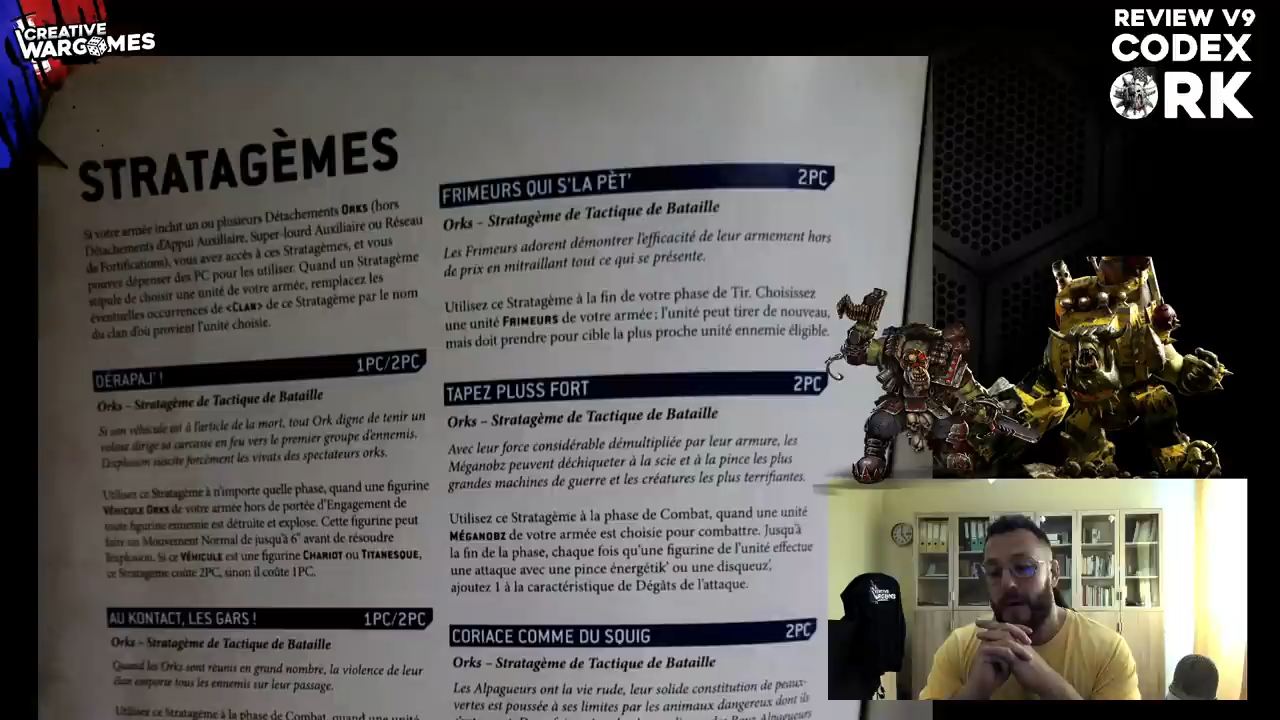 CREATIVE
WARGAMES
REVIEW V9
CODEX
ORK
STRATAGÈMES
Si votre armée inclut un ou plusieurs Détachements ORKS (hors
Détachements d'Appui Auxiliaire, Super-lourd Auxiliaire ou Réseau
de Fortifications), vous avez accès à ces Stratagèmes, et vous
pouvez dépenser des PC pour les utiliser. Quand un Stratagème
stipule de choisir une unité de votre armée, remplacez les
éventuelles occurrences de <CLAN> de ce Stratagème par le nom
du clan d'où provient l'unité choisie.
DÉRAPAJ' ! 1PC/2PC
Orks – Stratagème de Tactique de Bataille
Si son véhicule est à l'article de la mort, tout Ork digne de tenir un
volant dirige sa carcasse en feu vers le premier groupe d'ennemis.
L'explosion suscite forcément les vivats des spectateurs orks.
Utilisez ce Stratagème à n'importe quelle phase, quand une figurine
VÉHICULE ORKS de votre armée hors de portée d'Engagement de
toute figurine ennemie est détruite et explose. Cette figurine peut
faire un Mouvement Normal de jusqu'à 6" avant de résoudre
l'explosion. Si ce VÉHICULE est une figurine CHARIOT ou TITANESQUE,
ce Stratagème coûte 2PC, sinon il coûte 1PC.
AU KONTACT, LES GARS ! 1PC/2PC
Orks – Stratagème de Tactique de Bataille
Quand les Orks sont réunis en grand nombre, la violence de leur
élan emporte tous les ennemis sur leur passage.
Utilisez ce Stratagème à la phase de Combat, quand une unité
FRIMEURS QUI S'LA PÈT' 2PC
Orks – Stratagème de Tactique de Bataille
Les Frimeurs adorent démontrer l'efficacité de leur armement hors
de prix en mitraillant tout ce qui se présente.
Utilisez ce Stratagème à la fin de votre phase de Tir. Choisissez
une unité FRIMEURS de votre armée ; l'unité peut tirer de nouveau,
mais doit prendre pour cible la plus proche unité ennemie éligible.
TAPEZ PLUSS FORT 2PC
Orks – Stratagème de Tactique de Bataille
Avec leur force considérable démultipliée par leur armure, les
Méganobz peuvent déchiqueter à la scie et à la pince les plus
grandes machines de guerre et les créatures les plus terrifiantes.
Utilisez ce Stratagème à la phase de Combat, quand une unité
MÉGANOBZ de votre armée est choisie pour combattre. Jusqu'à
la fin de la phase, chaque fois qu'une figurine de l'unité effectue
une attaque avec une pince énergétik' ou une disqueuz',
ajoutez 1 à la caractéristique de Dégâts de l'attaque.
CORIACE COMME DU SQUIG 2PC
Orks – Stratagème de Tactique de Bataille
Les Alpagueurs ont la vie rude, leur solide constitution de peaux-
vertes est poussée à ses limites par les animaux dangereux dont ils